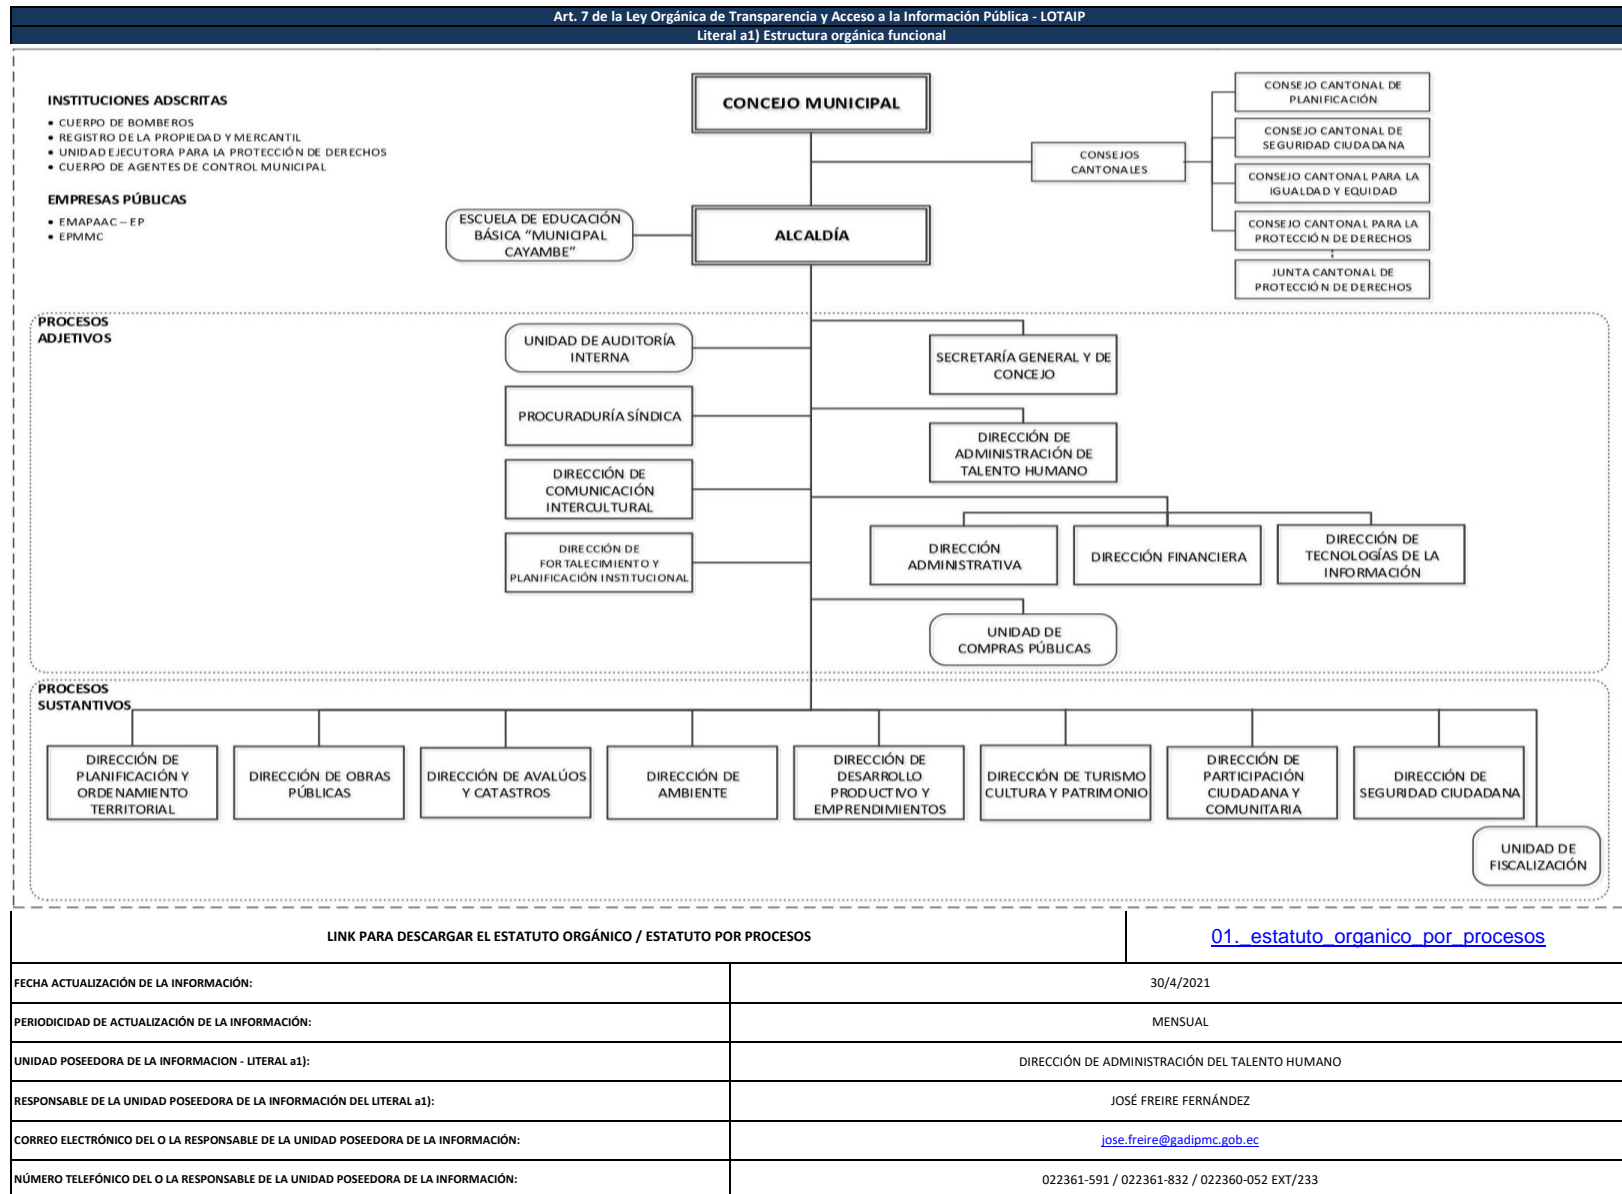 Art. 7 de la Ley Orgánica de Transparencia y Acceso a la Información Pública - LOTAIP
Literal a1) Estructura orgánica funcional
INSTITUCIONES ADSCRITAS
• CUERPO DE BOMBEROS
• REGISTRO DE LA PROPIEDAD Y MERCANTIL
• UNIDAD EJECUTORA PARA LA PROTECCIÓN DE DERECHOS
• CUERPO DE AGENTES DE CONTROL MUNICIPAL
EMPRESAS PÚBLICAS
• EMAPAAC – EP
• EPMMC
CONCEJO MUNICIPAL
CONSEJOS
CANTONALES
CONSEJO CANTONAL DE
PLANIFICACIÓN
CONSEJO CANTONAL DE
SEGURIDAD CIUDADANA
CONSEJO CANTONAL PARA LA
IGUALDAD Y EQUIDAD
CONSEJO CANTONAL PARA LA
PROTECCIÓN DE DERECHOS
JUNTA CANTONAL DE
PROTECCIÓN DE DERECHOS
ESCUELA DE EDUCACIÓN
BÁSICA “MUNICIPAL
CAYAMBE”
ALCALDÍA
PROCESOS
ADJETIVOS
UNIDAD DE AUDITORÍA
INTERNA
SECRETARÍA GENERAL Y DE
CONCEJO
PROCURADURÍA SÍNDICA
DIRECCIÓN DE
ADMINISTRACIÓN DE
TALENTO HUMANO
DIRECCIÓN DE
COMUNICACIÓN
INTERCULTURAL
DIRECCIÓN DE
FORTALECIMIENTO Y
PLANIFICACIÓN INSTITUCIONAL
DIRECCIÓN
ADMINISTRATIVA
DIRECCIÓN FINANCIERA
DIRECCIÓN DE
TECNOLOGÍAS DE LA
INFORMACIÓN
UNIDAD DE
COMPRAS PÚBLICAS
PROCESOS
SUSTANTIVOS
DIRECCIÓN DE
PLANIFICACIÓN Y
ORDENAMIENTO
TERRITORIAL
DIRECCIÓN DE OBRAS
PÚBLICAS
DIRECCIÓN DE AVALÚOS
Y CATASTROS
DIRECCIÓN DE
AMBIENTE
DIRECCIÓN DE
DESARROLLO
PRODUCTIVO Y
EMPRENDIMIENTOS
DIRECCIÓN DE TURISMO
CULTURA Y PATRIMONIO
DIRECCIÓN DE
PARTICIPACIÓN
CIUDADANA Y
COMUNITARIA
DIRECCIÓN DE
SEGURIDAD CIUDADANA
UNIDAD DE
FISCALIZACIÓN
LINK PARA DESCARGAR EL ESTATUTO ORGÁNICO / ESTATUTO POR PROCESOS
01._estatuto_organico_por_procesos
FECHA ACTUALIZACIÓN DE LA INFORMACIÓN:
30/4/2021
PERIODICIDAD DE ACTUALIZACIÓN DE LA INFORMACIÓN:
MENSUAL
UNIDAD POSEEDORA DE LA INFORMACION - LITERAL a1):
DIRECCIÓN DE ADMINISTRACIÓN DEL TALENTO HUMANO
RESPONSABLE DE LA UNIDAD POSEEDORA DE LA INFORMACIÓN DEL LITERAL a1):
JOSÉ FREIRE FERNÁNDEZ
CORREO ELECTRÓNICO DEL O LA RESPONSABLE DE LA UNIDAD POSEEDORA DE LA INFORMACIÓN:
jose.freire@gadipmc.gob.ec
NÚMERO TELEFÓNICO DEL O LA RESPONSABLE DE LA UNIDAD POSEEDORA DE LA INFORMACIÓN:
022361-591 / 022361-832 / 022360-052 EXT/233